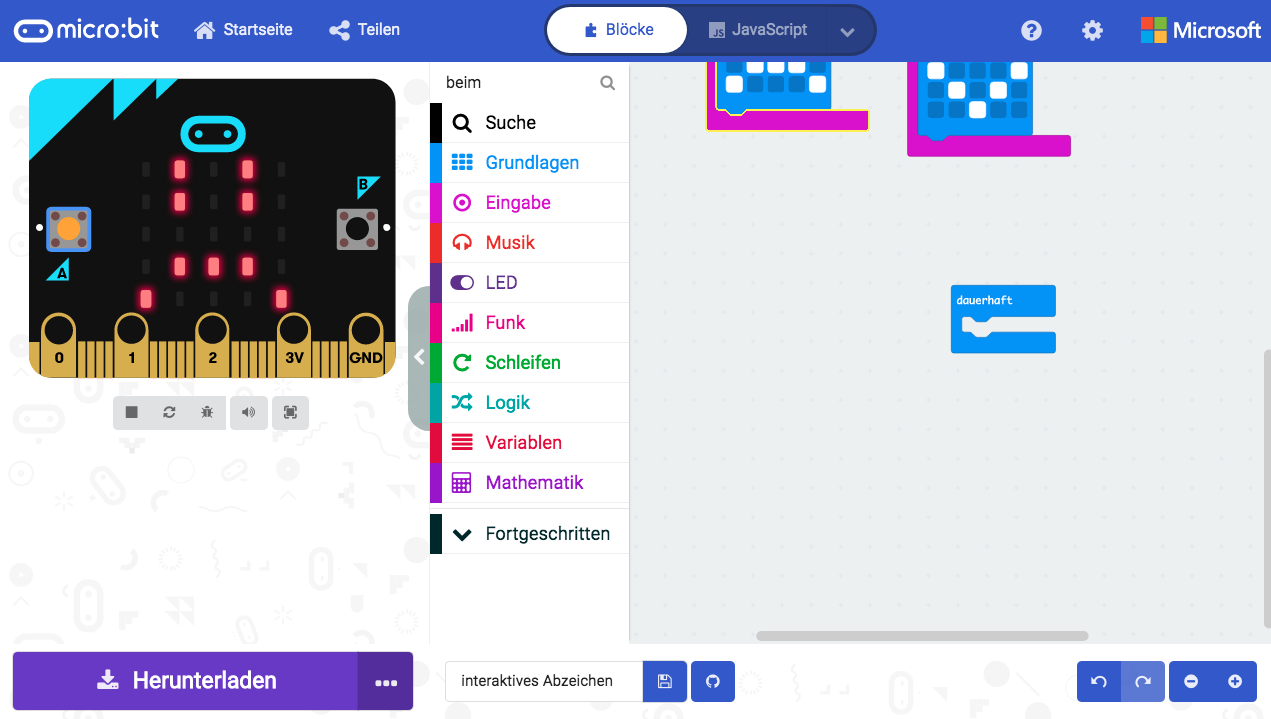 micro:bit
Startseite
Teilen
Blöcke
JS
JavaScript
Microsoft
B
A
0 1 2 3V GND
beim
Suche
Grundlagen
Eingabe
Musik
LED
Funk
Schleifen
Logik
Variablen
Mathematik
Fortgeschritten
dauerhaft
Herunterladen
interaktives Abzeichen